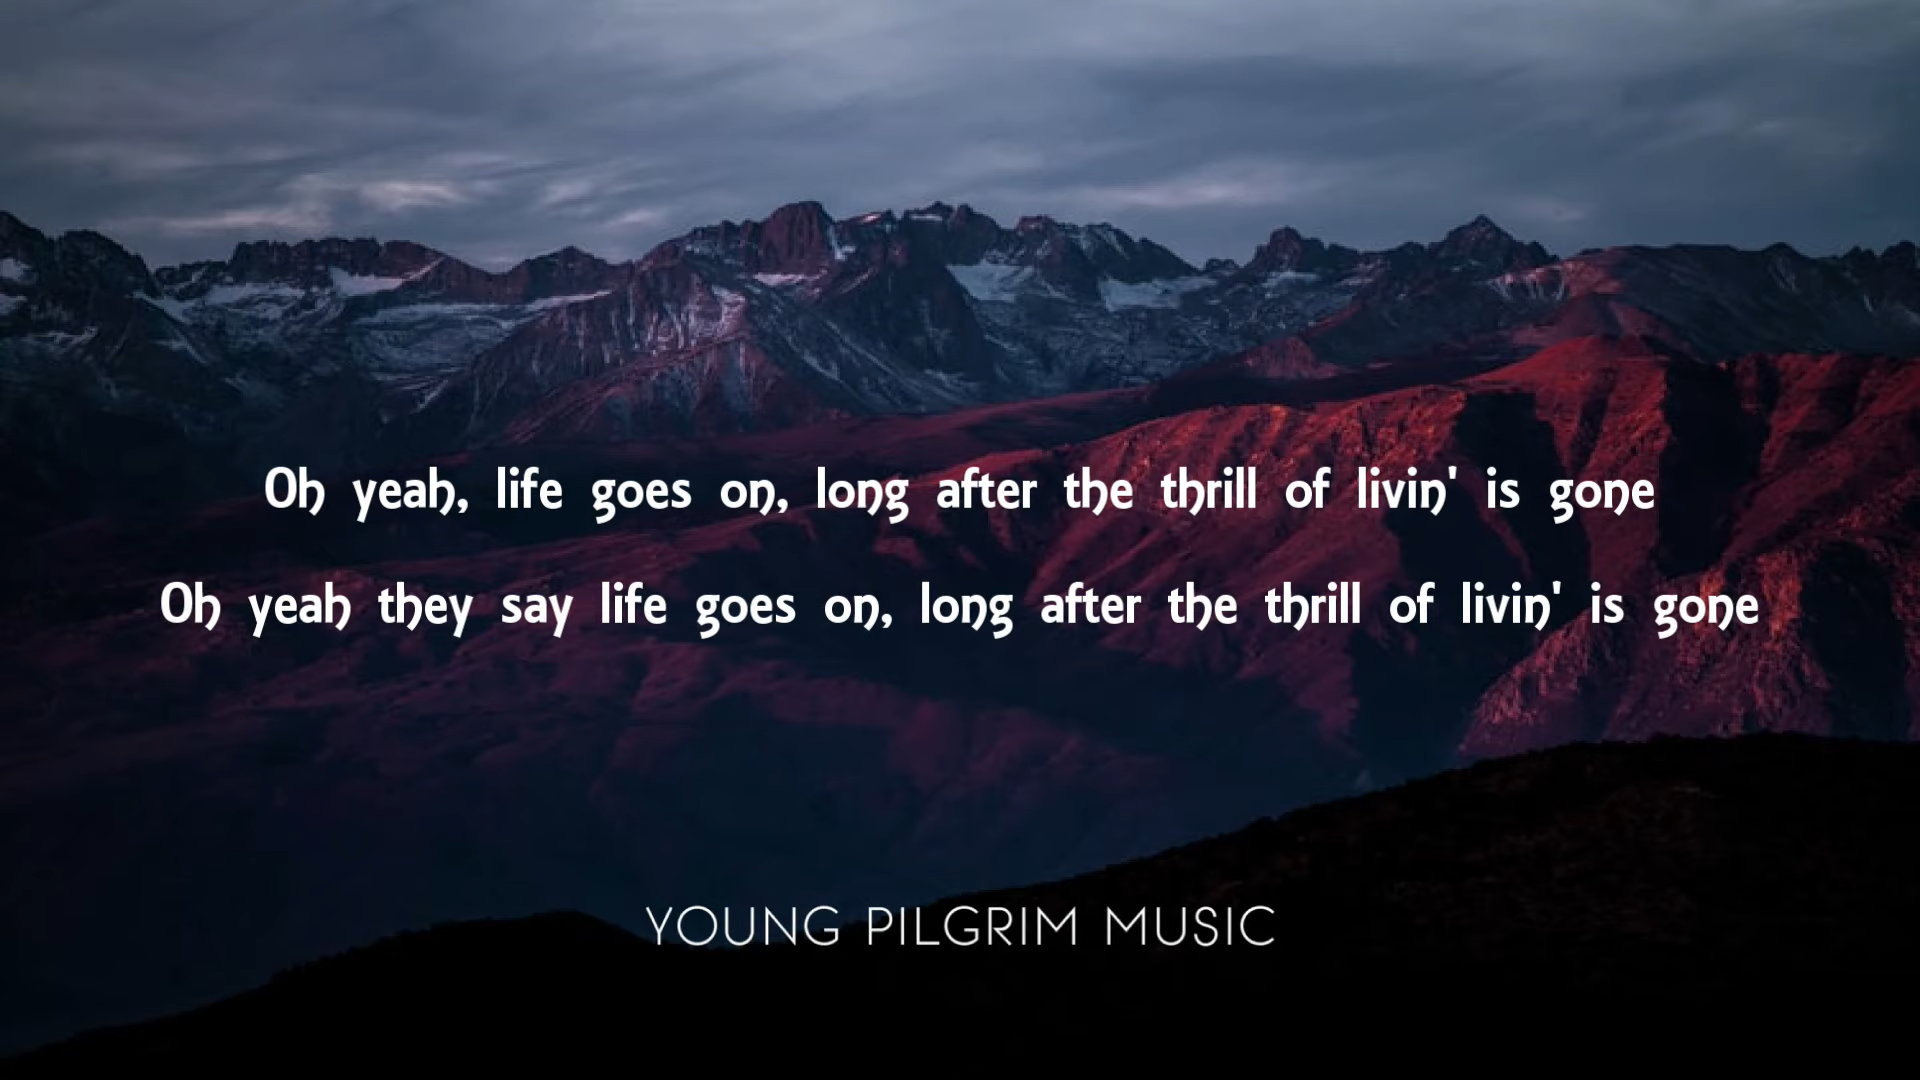 Oh yeah, life goes on, long after the thrill of livin' is gone
Oh yeah they say life goes on, long after the thrill of livin' is gone
YOUNG PILGRIM MUSIC